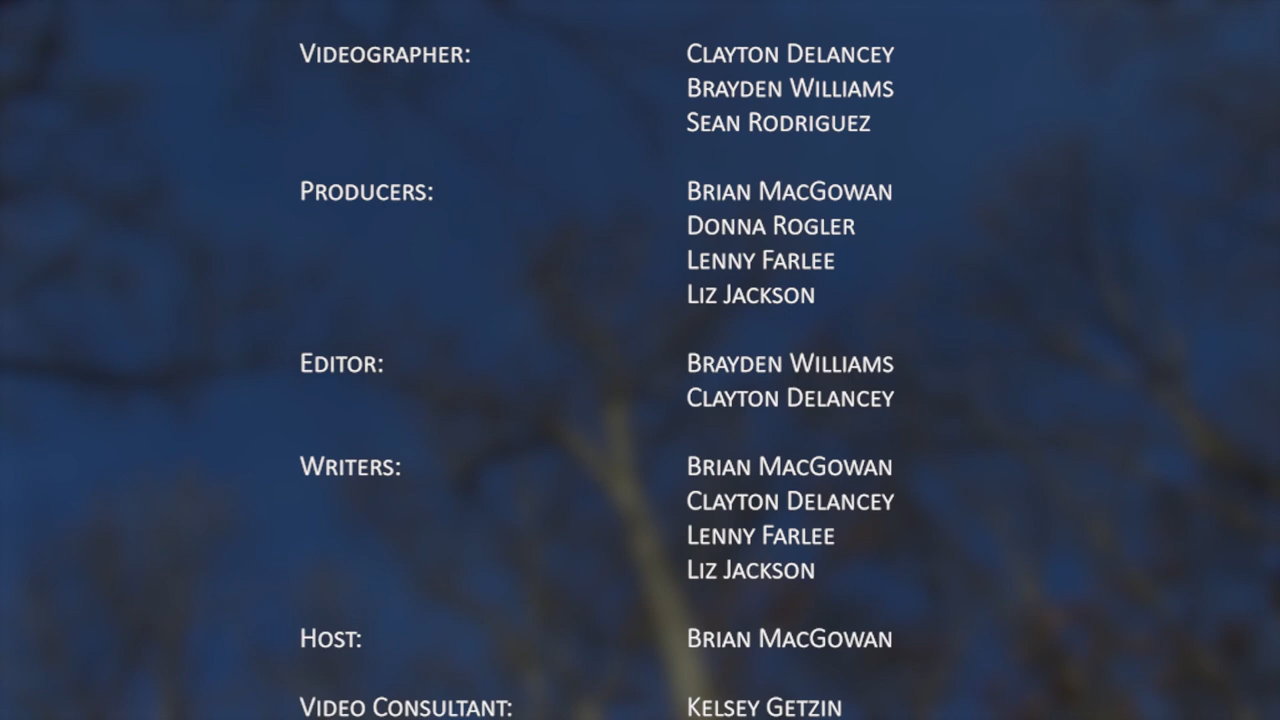 Videographer: Clayton Delancey
Brayden Williams
Sean Rodriguez
Producers: Brian MacGowan
Donna Rogler
Lenny Farlee
Liz Jackson
Editor: Brayden Williams
Clayton Delancey
Writers: Brian MacGowan
Clayton Delancey
Lenny Farlee
Liz Jackson
Host: Brian MacGowan
Video Consultant: Kelsey Getzin